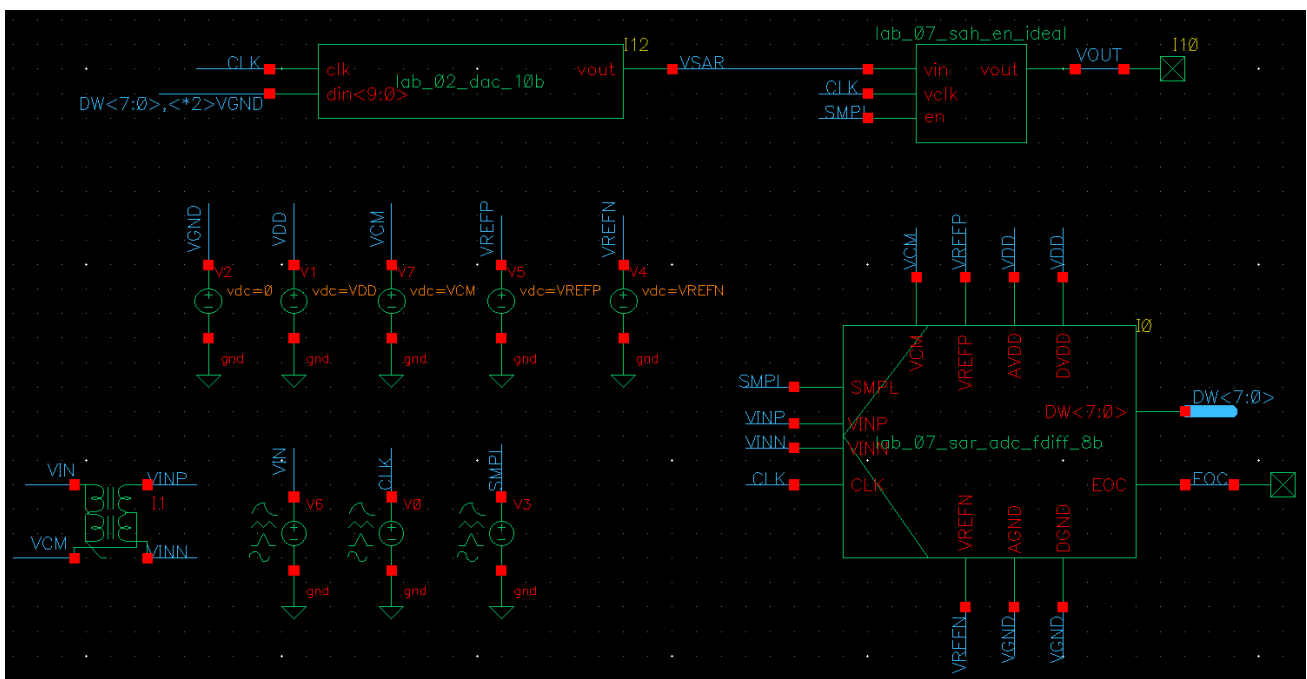 lab_07_sah_en_ideal
I12
I10
CLK
clk
vout
VSAR
vin
vout
VOUT
lab_02_dac_10b
DW<7:0>,<*2>VGND
din<9:0>
CLK
vclk
SMPL
en
VGND
VDD
VCM
VREFP
VREFN
V2
V1
V7
V5
V4
vdc=0
vdc=VDD
vdc=VCM
vdc=VREFP
vdc=VREFN
gnd
gnd
gnd
gnd
gnd
VCM
VREFP
VDD
VDD
I0
VCM
VREFP
AVDD
DVDD
SMPL
SMPL
DW<7:0>
DW<7:0>
VINP
VINP
VINN
VINN
lab_07_sar_adc_fdiff_8b
CLK
CLK
EOC
EOC
VREFN
AGND
DGND
VREFN
VGND
VGND
VIN
VINP
I1
VCM
VINN
VIN
CLK
SMPL
V6
V0
V3
gnd
gnd
gnd